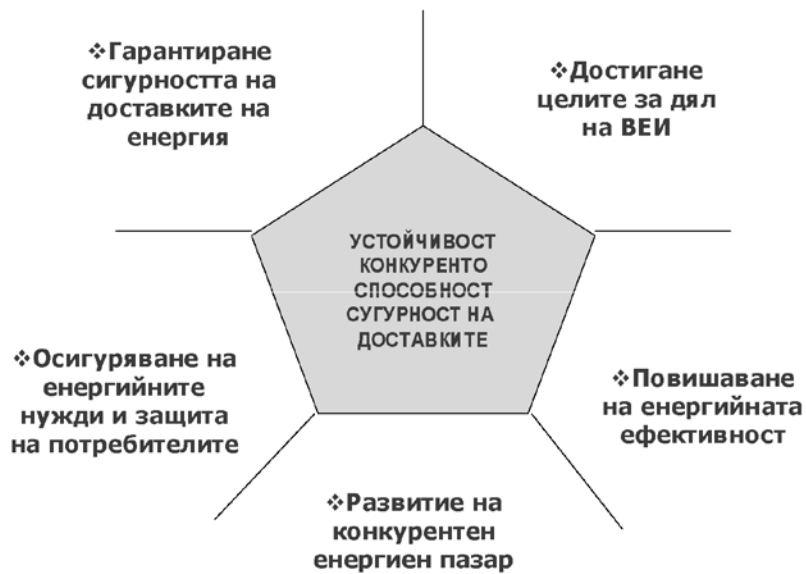 ❖Гарантиране
сигурността на
доставките на
енергия
❖Достигане
целите за дял
на ВЕИ
УСТОЙЧИВОСТ
КОНКУРЕНТО
СПОСОБНОСТ
СУГУРНОСТ НА
ДОСТАВКИТЕ
❖Осигуряване на
енергийните
нужди и защита
на потребителите
❖Повишаване
на енергийната
ефективност
❖Развитие на
конкурентен
енергиен пазар